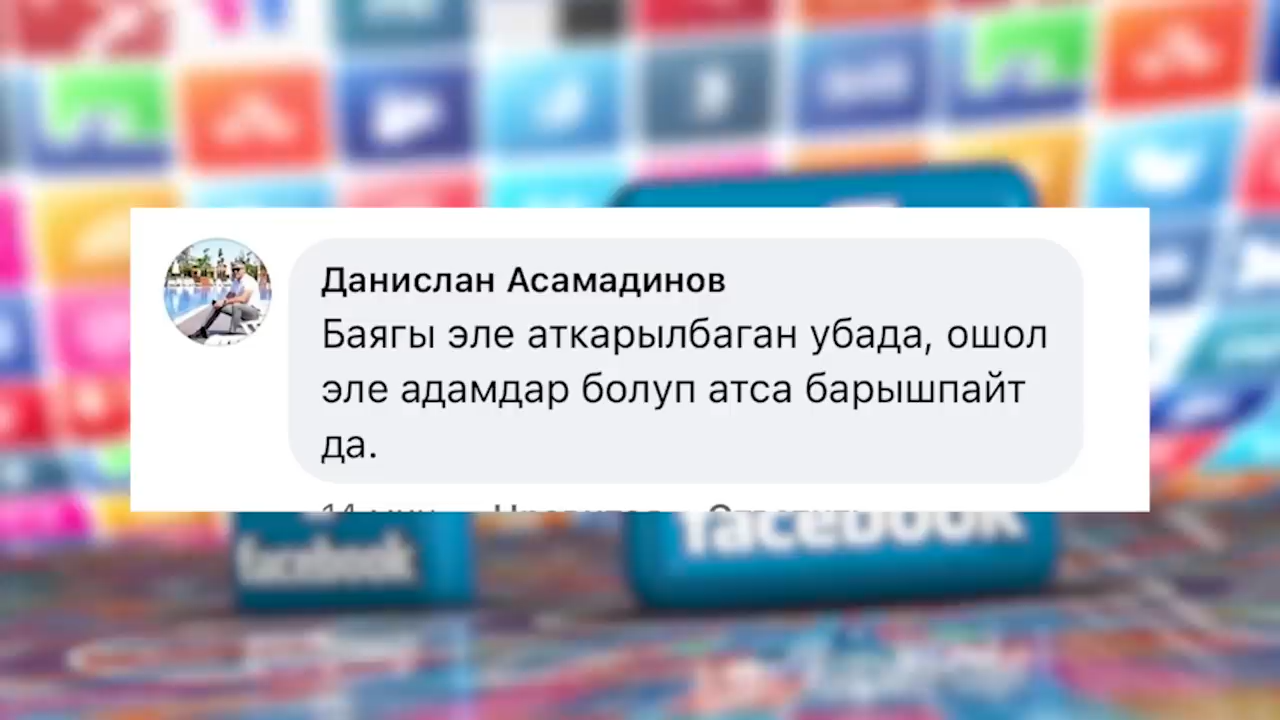 Данислан Асамадинов
Баягы эле аткарылбаган убада, ошол
эле адамдар болуп атса барышпайт
да.
facebook
facebook